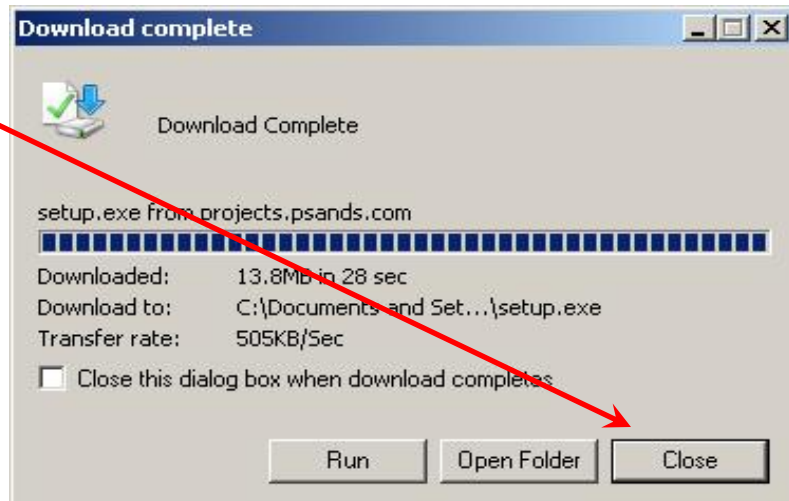 Download complete
Download Complete
setup.exe from projects.psands.com
Downloaded: 13.8MB in 28 sec
Download to: C:\Documents and Set...\setup.exe
Transfer rate: 505KB/Sec
Close this dialog box when download completes
Run Open Folder Close